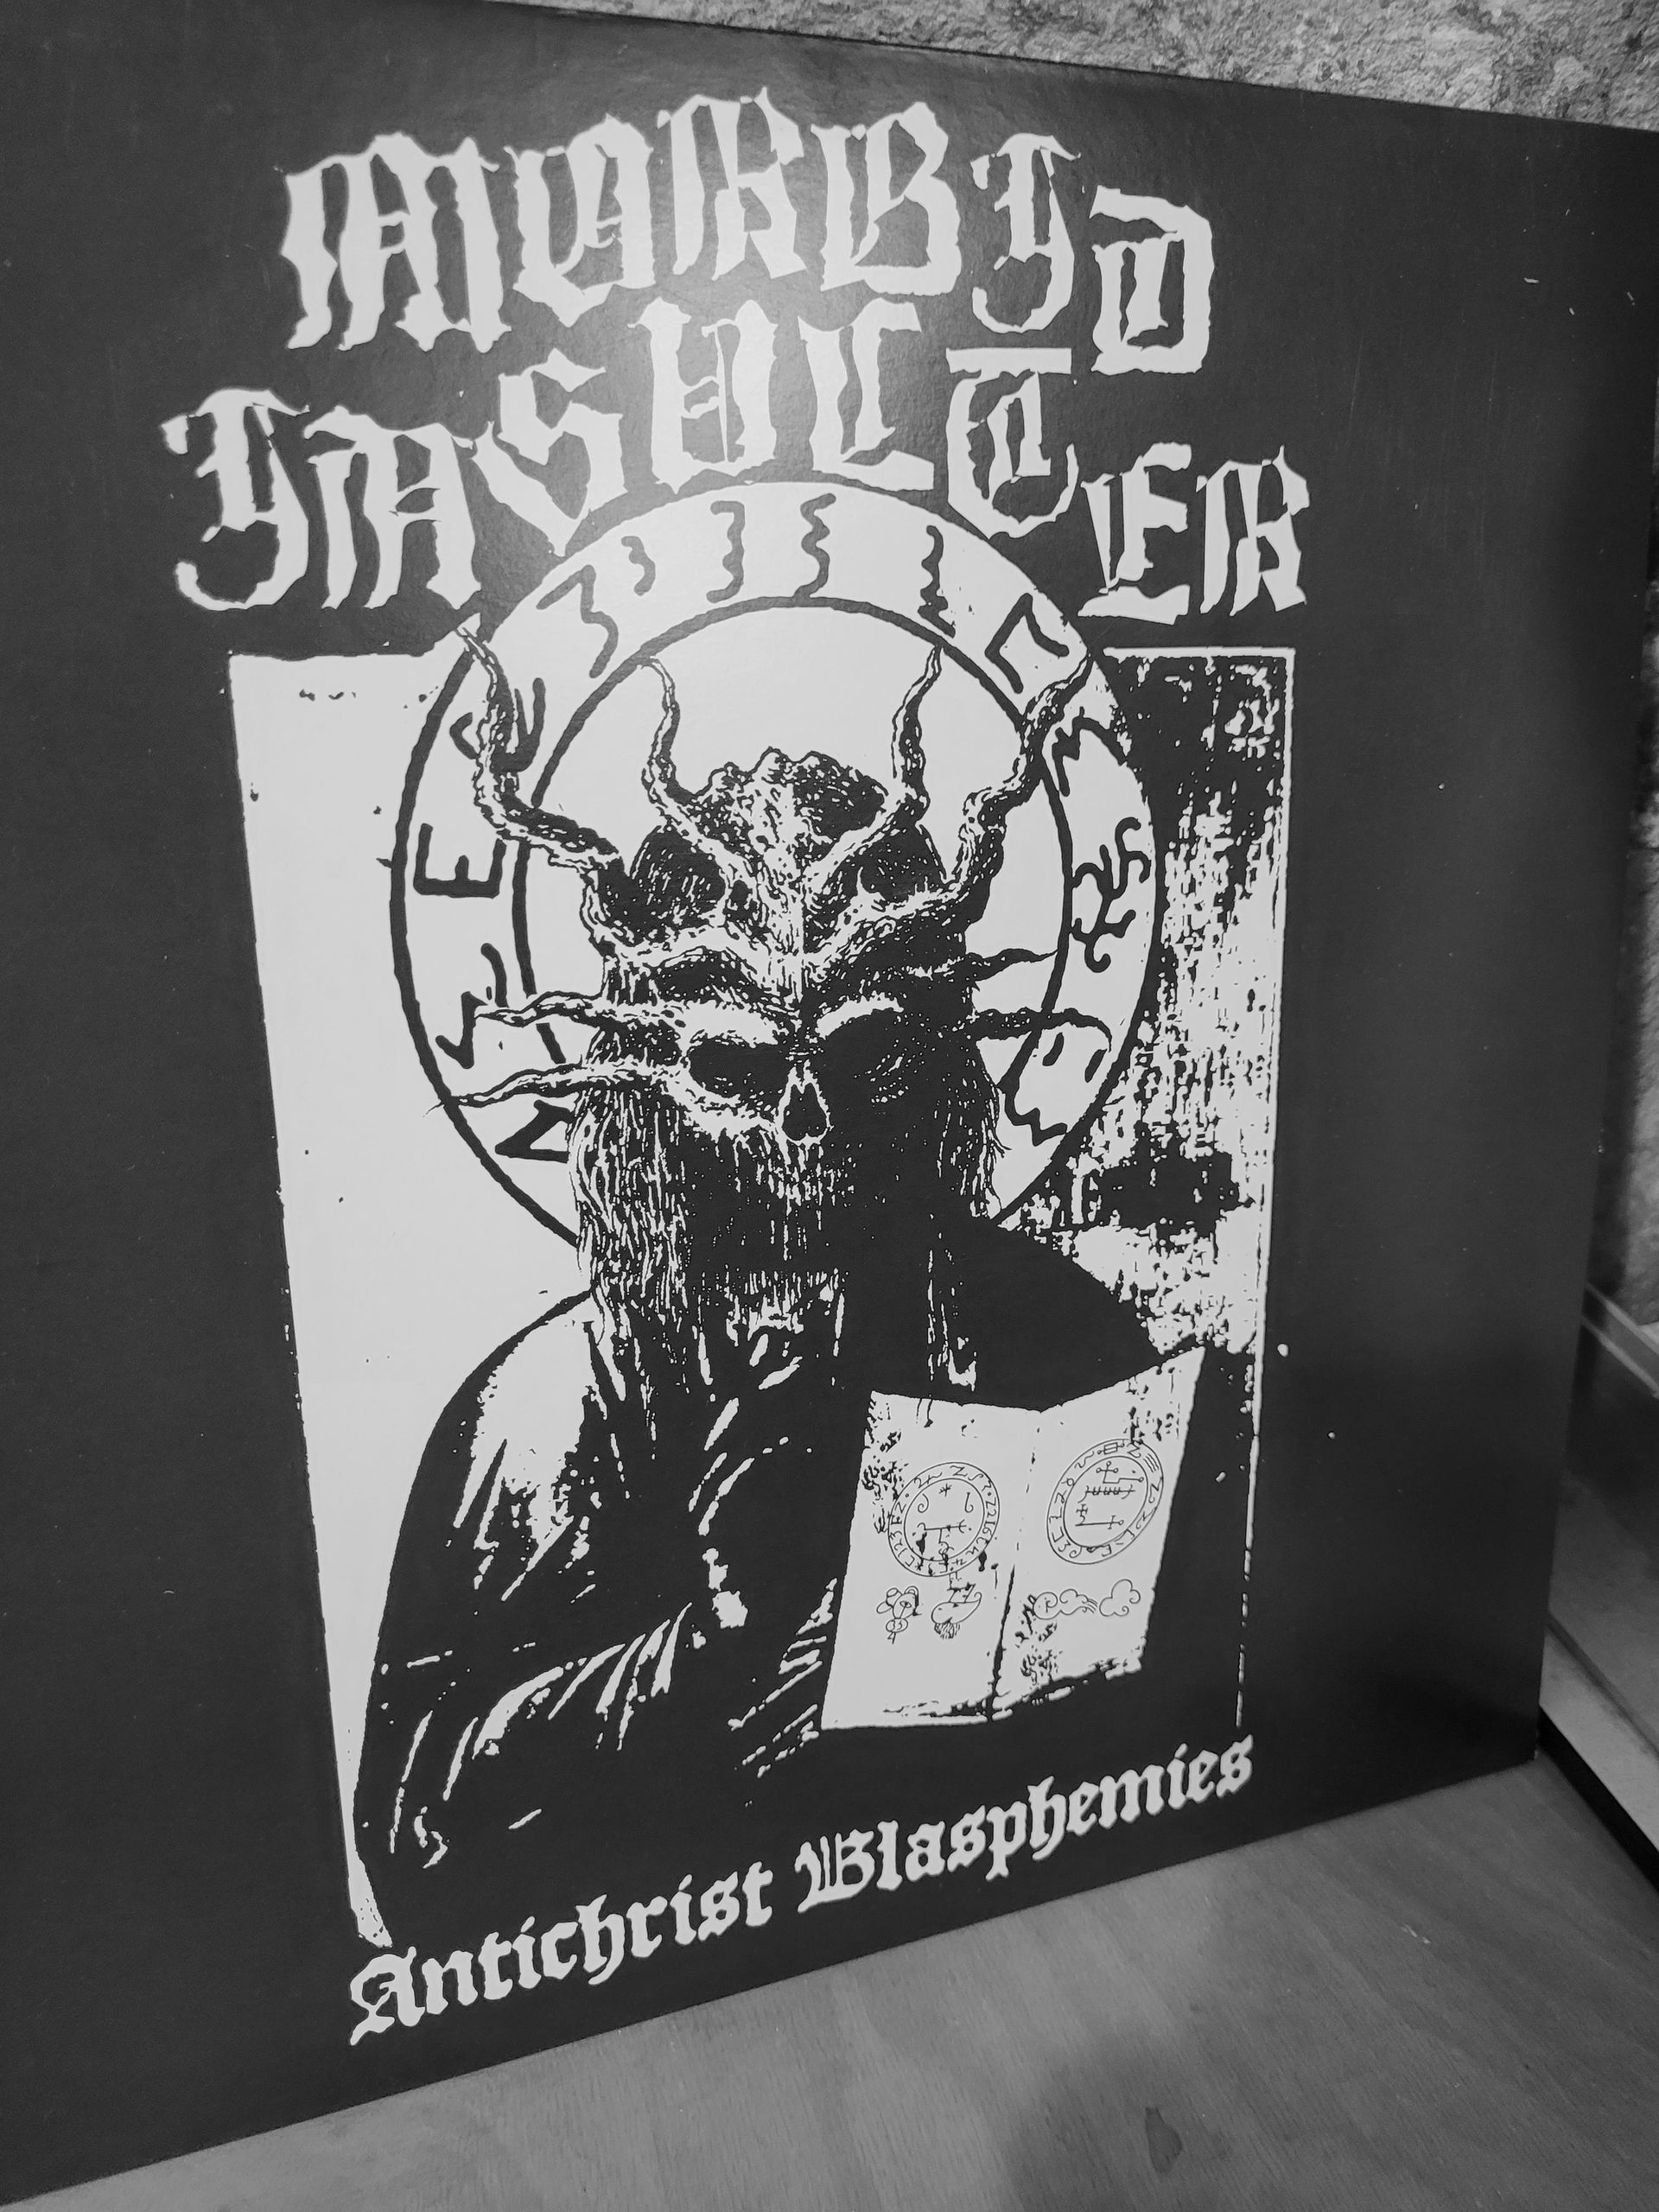 MORBID
INSULTER
Antichrist Blasphemies